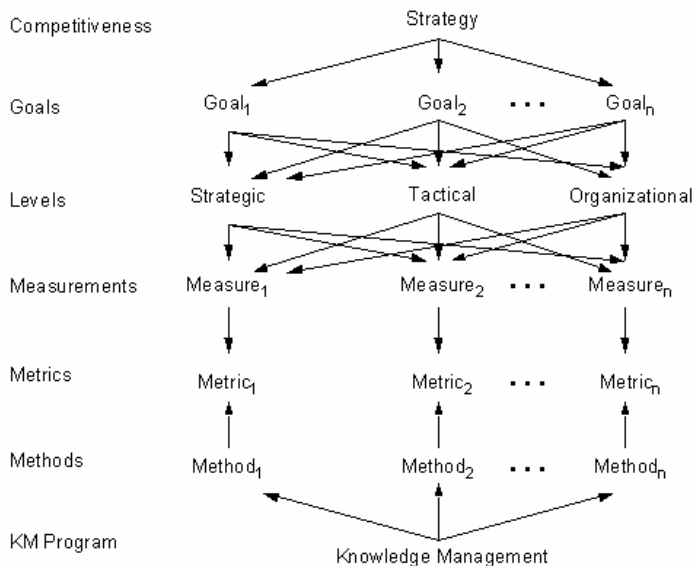 Competitiveness Strategy
Goals Goal1 Goal2 ... Goaln
Levels Strategic Tactical Organizational
Measurements Measure1 Measure2 ... Measuren
Metrics Metric1 Metric2 ... Metricn
Methods Method1 Method2 ... Methodn
KM Program Knowledge Management